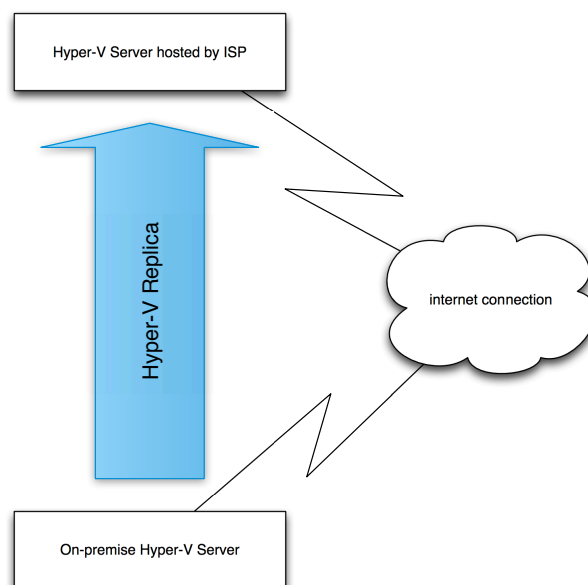 Hyper-V Server hosted by ISP
Hyper-V Replica
internet connection
On-premise Hyper-V Server